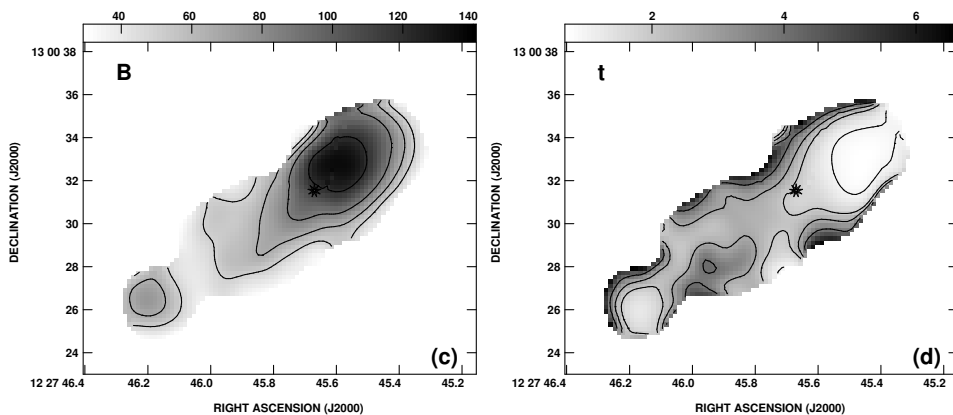 40 60 80 100 120 140
B
13 00 38
36
34
32
30
28
26
24
DECLINATION (J2000)
(c)
12 27 46.4 46.2 46.0 45.8 45.6 45.4 45.2
RIGHT ASCENSION (J2000)
2 4 6
t
13 00 38
36
34
32
30
28
26
24
DECLINATION (J2000)
(d)
12 27 46.4 46.2 46.0 45.8 45.6 45.4 45.2
RIGHT ASCENSION (J2000)